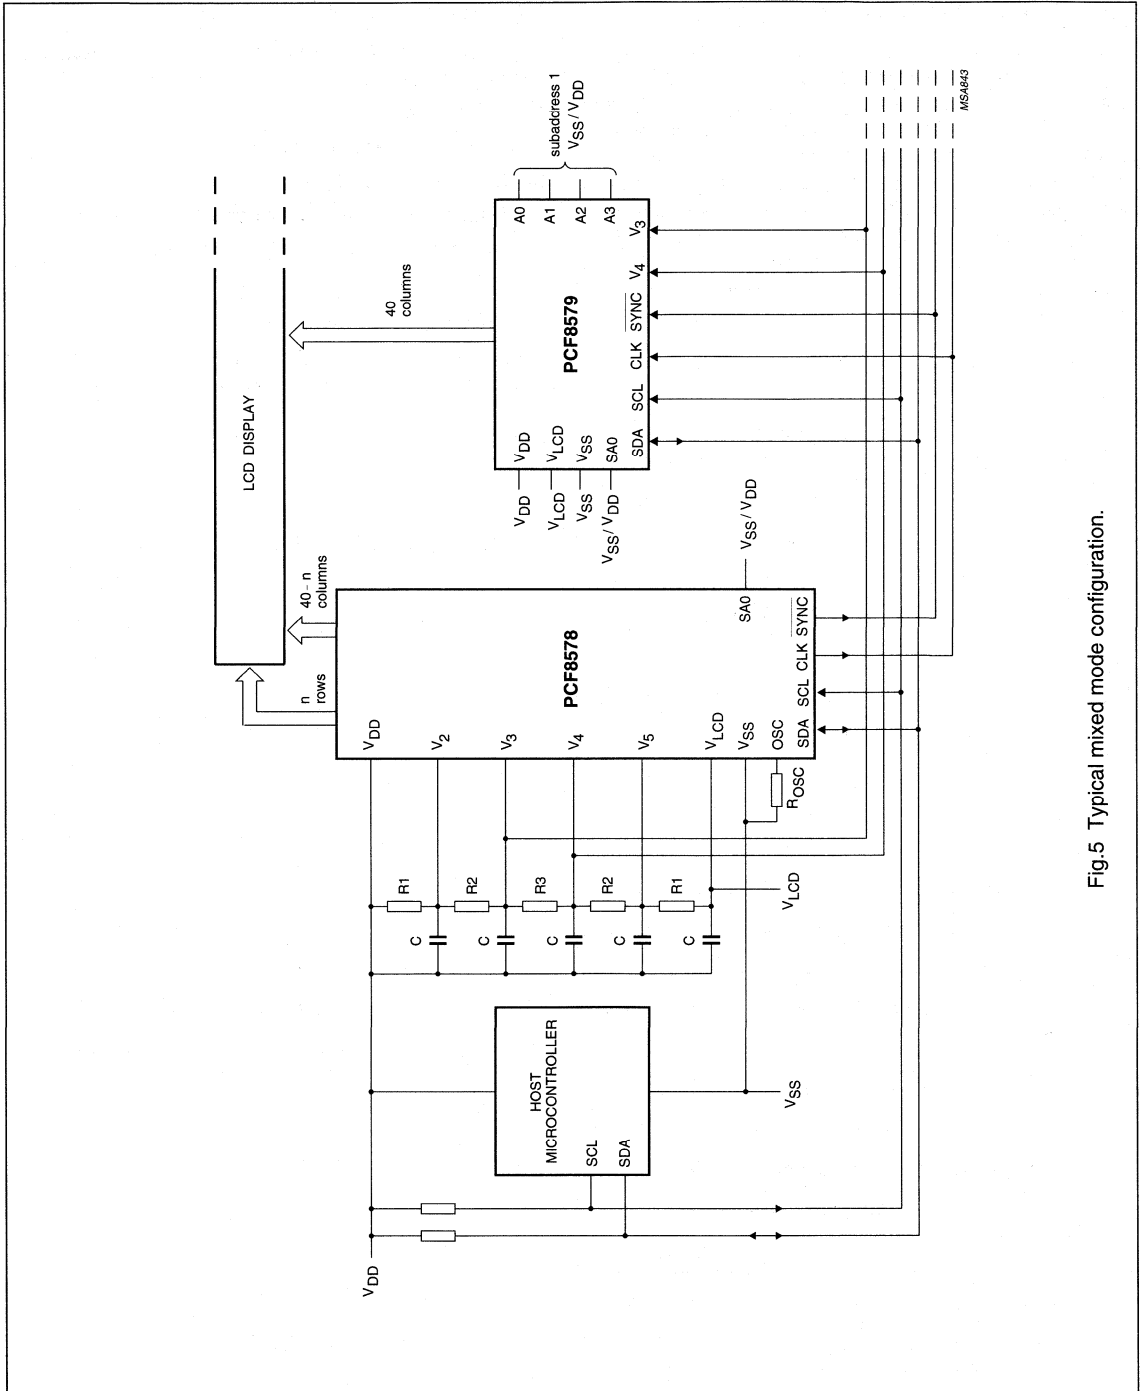 LCD DISPLAY
n
rows
40 - n
columns
40
columns
subaddress 1
VSS / VDD
VDD
V2
V3
V4
V5
VLCD
VSS
OSC
ROSC
PCF8578
SA0
VSS / VDD
SDA
SCL
CLK
SYNC
VDD
VLCD
VSS
VSS / VDD
VDD
VLCD
VSS
SA0
PCF8579
A0
A1
A2
A3
SDA
SCL
CLK
SYNC
V4
V3
VDD
HOST
MICROCONTROLLER
SCL
SDA
VSS
R1
R2
R3
R2
R1
C
C
C
C
C
VLCD
MSA843
Fig.5 Typical mixed mode configuration.